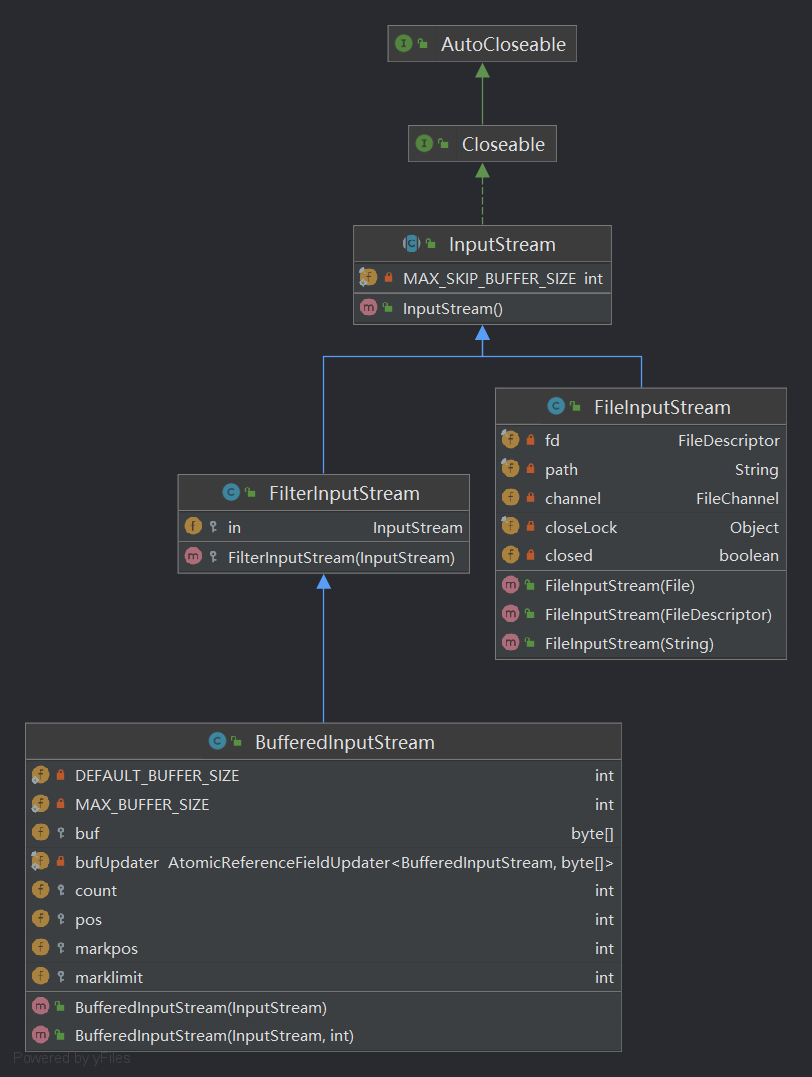 AutoCloseable
Closeable
InputStream
MAX_SKIP_BUFFER_SIZE int
InputStream()
FileInputStream
fd FileDescriptor
path String
channel FileChannel
closeLock Object
closed boolean
FileInputStream(File)
FileInputStream(FileDescriptor)
FileInputStream(String)
FilterInputStream
in InputStream
FilterInputStream(InputStream)
BufferedInputStream
DEFAULT_BUFFER_SIZE int
MAX_BUFFER_SIZE int
buf byte[]
bufUpdater AtomicReferenceFieldUpdater<BufferedInputStream, byte[]>
count int
pos int
markpos int
marklimit int
BufferedInputStream(InputStream)
BufferedInputStream(InputStream, int)
Powered by yFiles